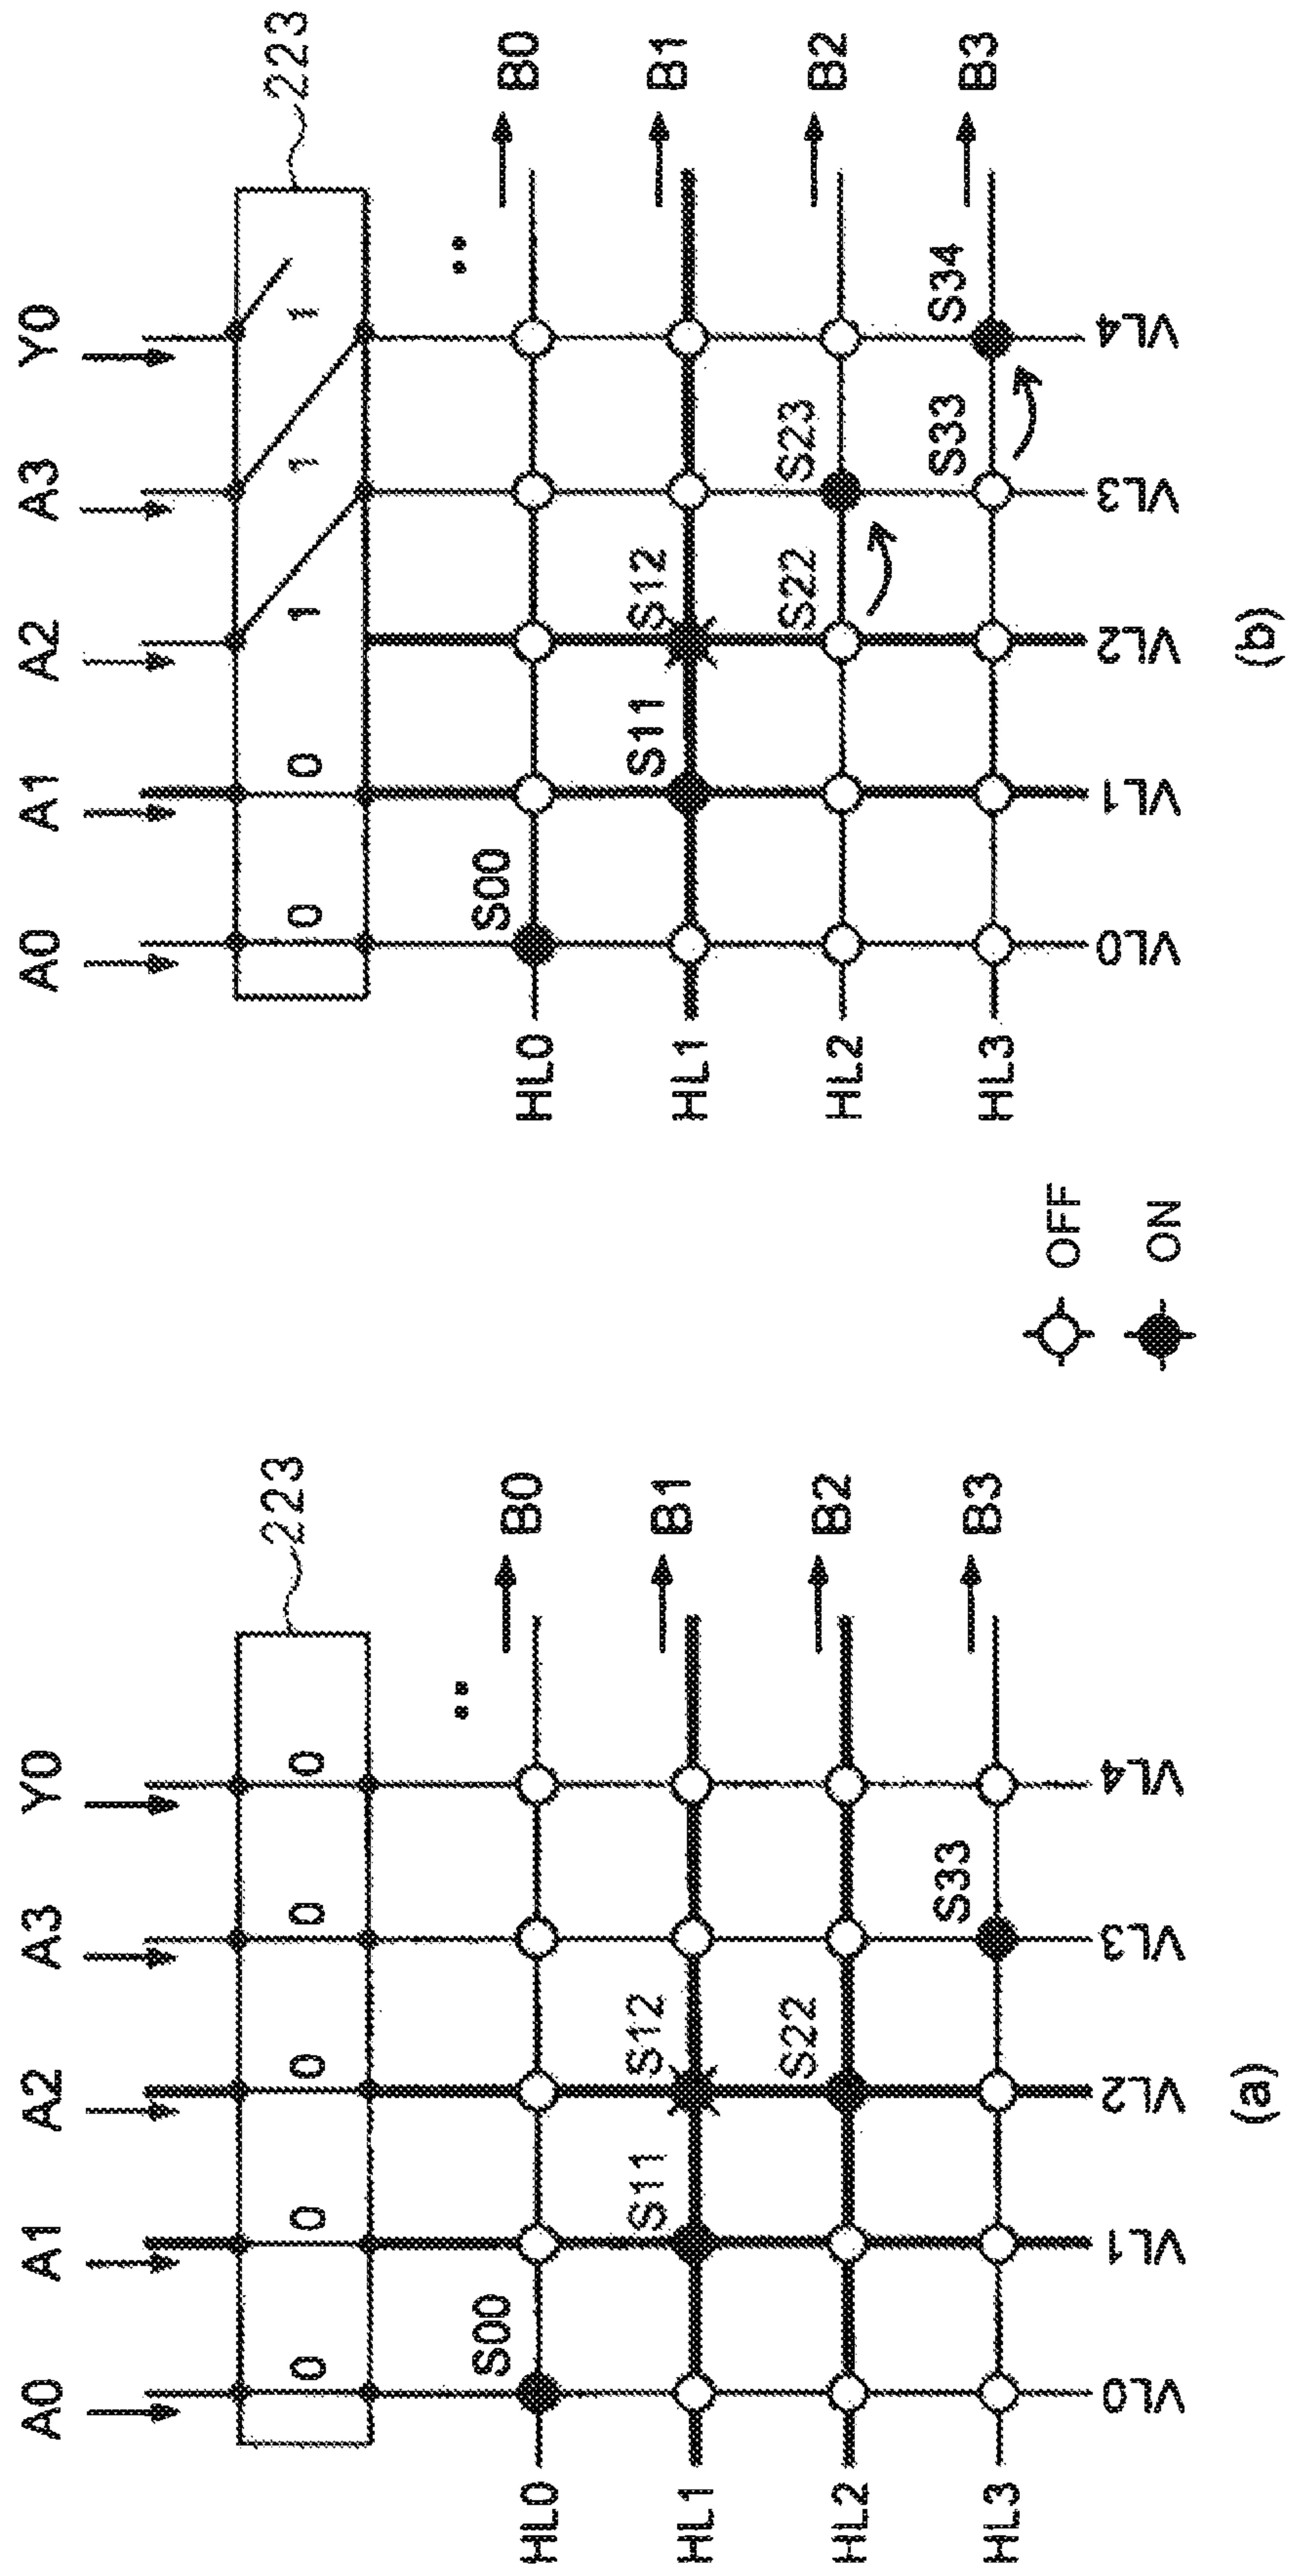 A0 A1 A2 A3 Y0
223
0 0 0 0 0
S00
B0
HL0
S11 S12
B1
HL1
S22
B2
HL2
S33
B3
HL3
VL0 VL1 VL2 VL3 VL4
(a)
OFF
ON
A0 A1 A2 A3 Y0
223
0 0 1 1 1
S00
B0
HL0
S11 S12
B1
HL1
S22 S23
B2
HL2
S33 S34
B3
HL3
VL0 VL1 VL2 VL3 VL4
(b)